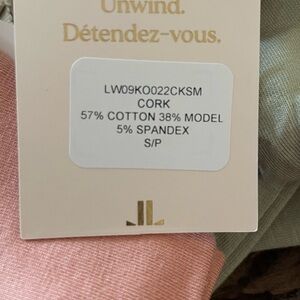 Unwind.
Détendez-vous.
LW09KO022CKSM
CORK
57% COTTON 38% MODEL
5% SPANDEX
S/P